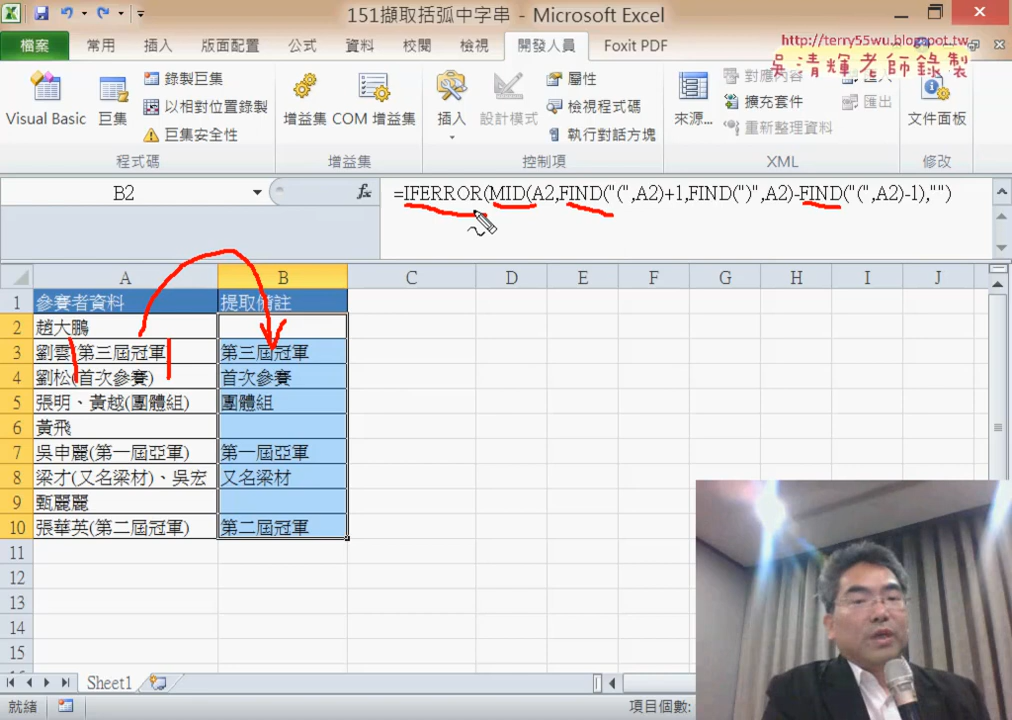 151擷取括弧中字串 - Microsoft Excel
檔案 常用 插入 版面配置 公式 資料 校閱 檢視 開發人員 Foxit PDF
http://terry55wu.blogspot.tw
吳清輝老師錄製
Visual Basic 巨集 錄製巨集 以相對位置錄製 巨集安全性 程式碼
增益集 COM 增益集 增益集
插入 設計模式 屬性 檢視程式碼 執行對話方塊 控制項
來源... 對應內容 擴充套件 重新整理資料 匯入 匯出 XML
文件面板 修改
B2 fx =IFERROR(MID(A2,FIND("(",A2)+1,FIND(")",A2)-FIND("(",A2)-1),"")
A B C D E F G H I J
1 參賽者資料 提取備註
2 趙大鵬
3 劉雲(第三屆冠軍) 第三屆冠軍
4 劉松(首次參賽) 首次參賽
5 張明、黃越(團體組) 團體組
6 黃飛
7 吳申麗(第一屆亞軍) 第一屆亞軍
8 梁才(又名梁材)、吳宏 又名梁材
9 甄麗麗
10 張華英(第二屆冠軍) 第二屆冠軍
11
12
13
14
15
Sheet1
就緒 項目個數: